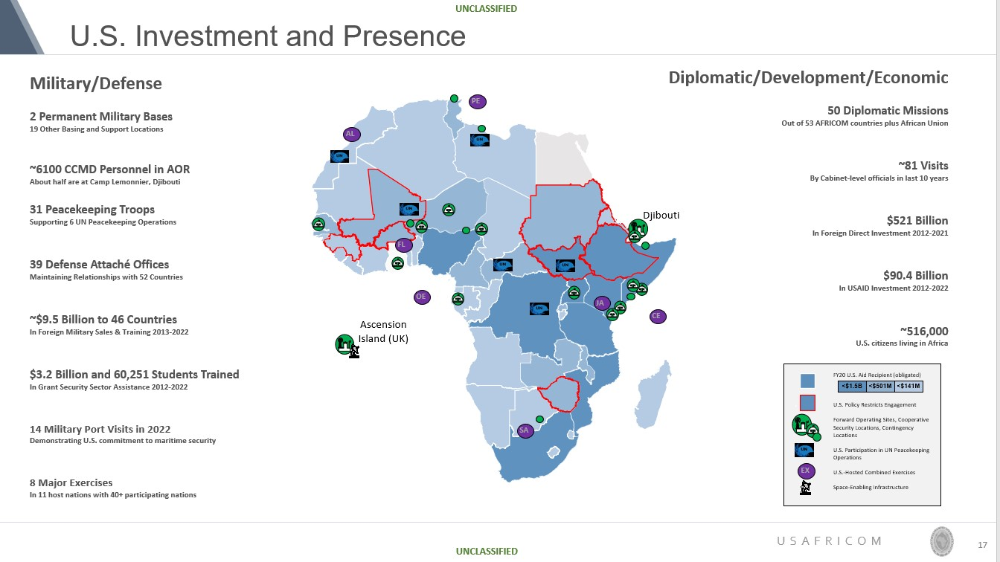 UNCLASSIFIED
U.S. Investment and Presence
Military/Defense
2 Permanent Military Bases
19 Other Basing and Support Locations
~6100 CCMD Personnel in AOR
About half are at Camp Lemonnier, Djibouti
31 Peacekeeping Troops
Supporting 6 UN Peacekeeping Operations
39 Defense Attaché Offices
Maintaining Relationships with 52 Countries
~$9.5 Billion to 46 Countries
In Foreign Military Sales & Training 2013-2022
$3.2 Billion and 60,251 Students Trained
In Grant Security Sector Assistance 2012-2022
14 Military Port Visits in 2022
Demonstrating U.S. commitment to maritime security
8 Major Exercises
In 11 host nations with 40+ participating nations
PE
AL
UN
UN
UN
Djibouti
FL
UN
UN
OE
JA
UN
CE
Ascension
Island (UK)
SA
Diplomatic/Development/Economic
50 Diplomatic Missions
Out of 53 AFRICOM countries plus African Union
~81 Visits
By Cabinet-level officials in last 10 years
$521 Billion
In Foreign Direct Investment 2012-2021
$90.4 Billion
In USAID Investment 2012-2022
~516,000
U.S. citizens living in Africa
FY20 U.S. Aid Recipient (obligated)
<$1.5B <$501M <$141M
U.S. Policy Restricts Engagement
Forward Operating Sites, Cooperative
Security Locations, Contingency
Locations
UN
U.S. Participation in UN Peacekeeping
Operations
EX
U.S.-Hosted Combined Exercises
Space-Enabling Infrastructure
USAFRICOM
17
UNCLASSIFIED